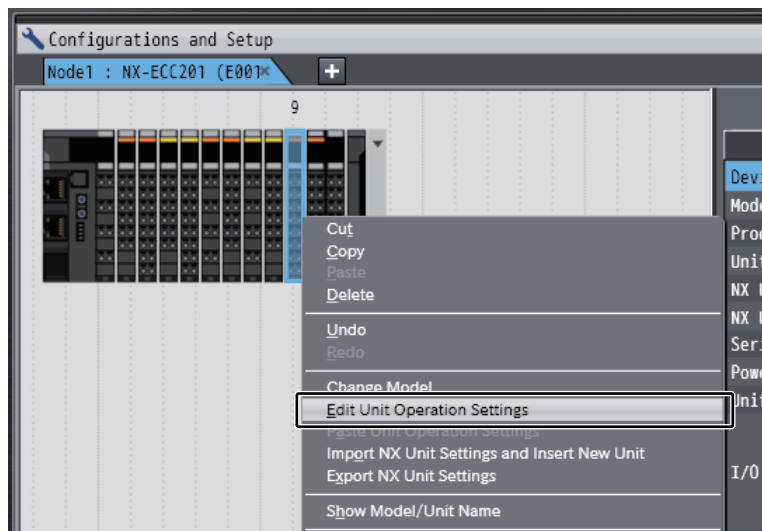 Configurations and Setup
Node1 : NX-ECC201 (E001
9
Cut
Copy
Paste
Delete
Undo
Redo
Change Model
Edit Unit Operation Settings
Paste Unit Operation Settings
Import NX Unit Settings and Insert New Unit
Export NX Unit Settings
Show Model/Unit Name
Devi
Mode
Prod
Unit
NX U
NX U
Seri
Powe
Unit
I/O